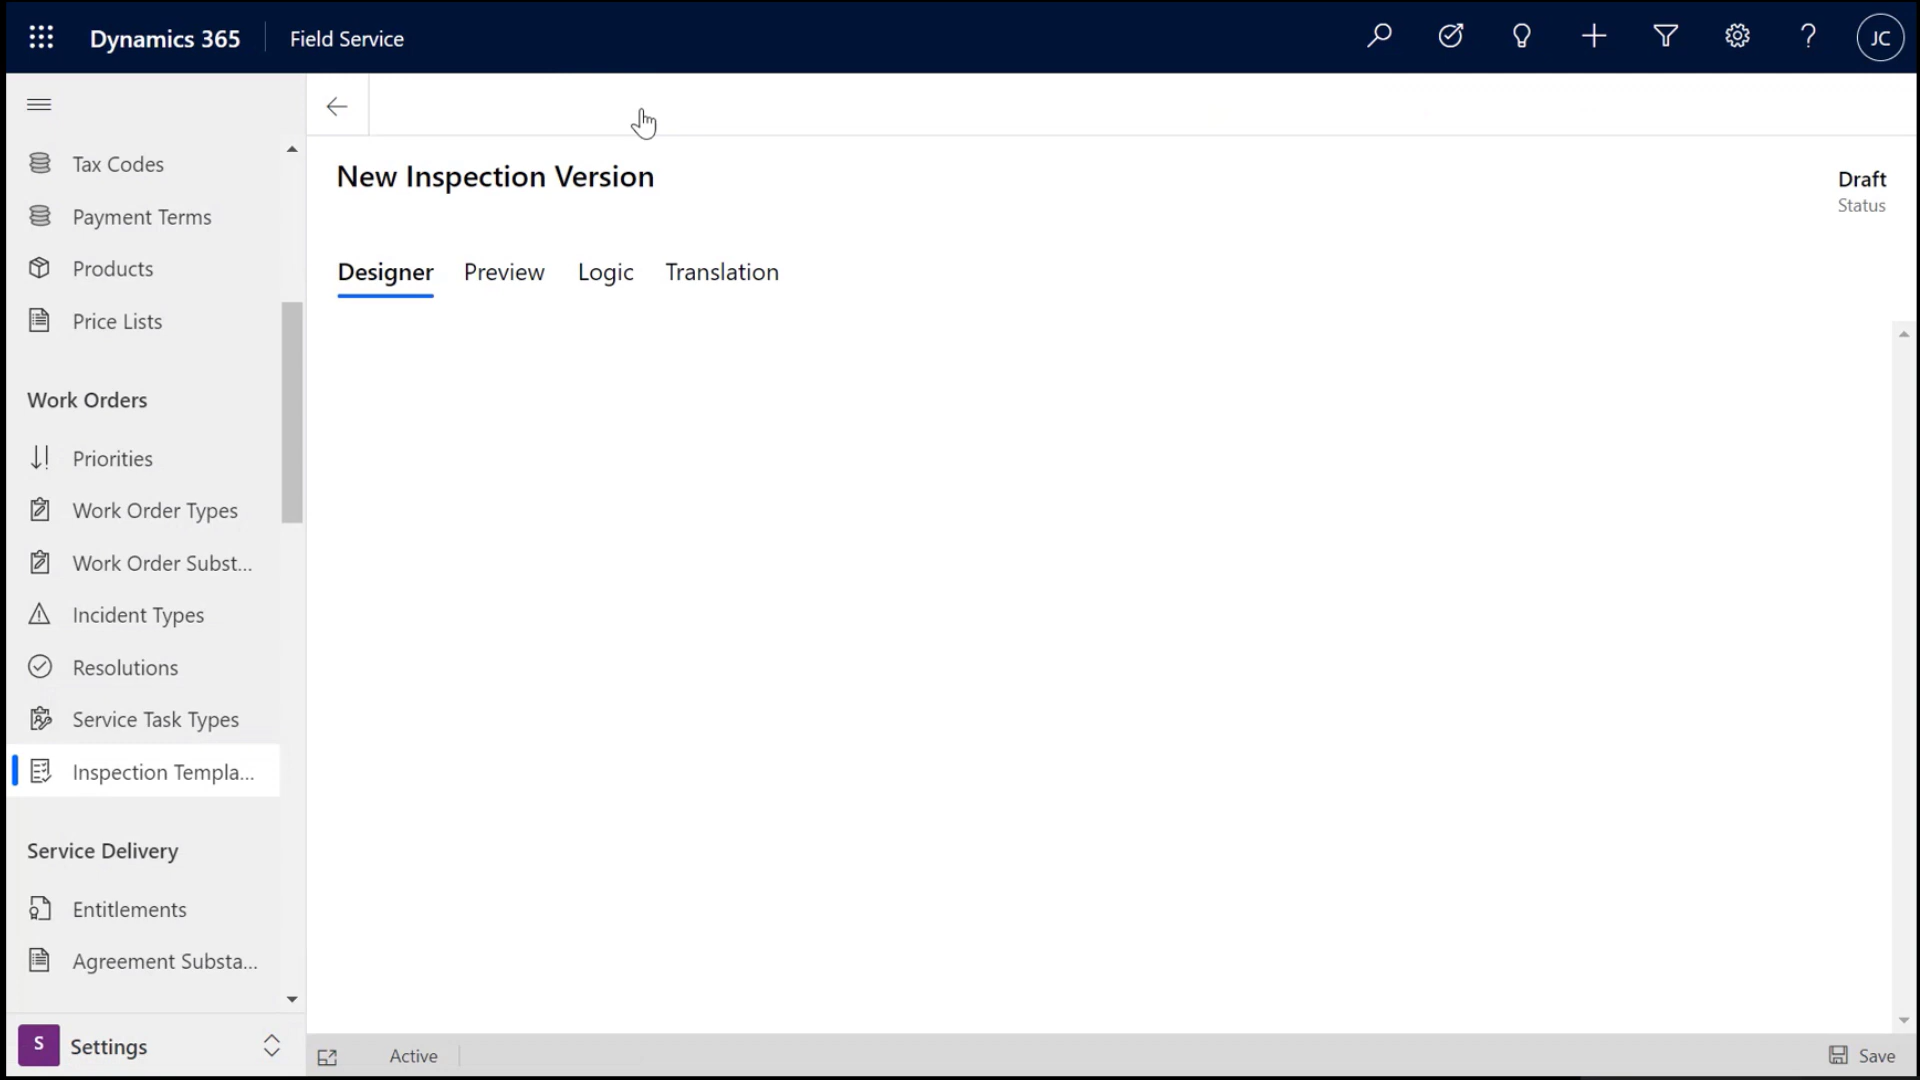 Dynamics 365
Field Service
JC
Tax Codes
Payment Terms
Products
Price Lists
Work Orders
Priorities
Work Order Types
Work Order Subst...
Incident Types
Resolutions
Service Task Types
Inspection Templa...
Service Delivery
Entitlements
Agreement Substa...
S
Settings
New Inspection Version
Draft
Status
Designer
Preview
Logic
Translation
Active
Save